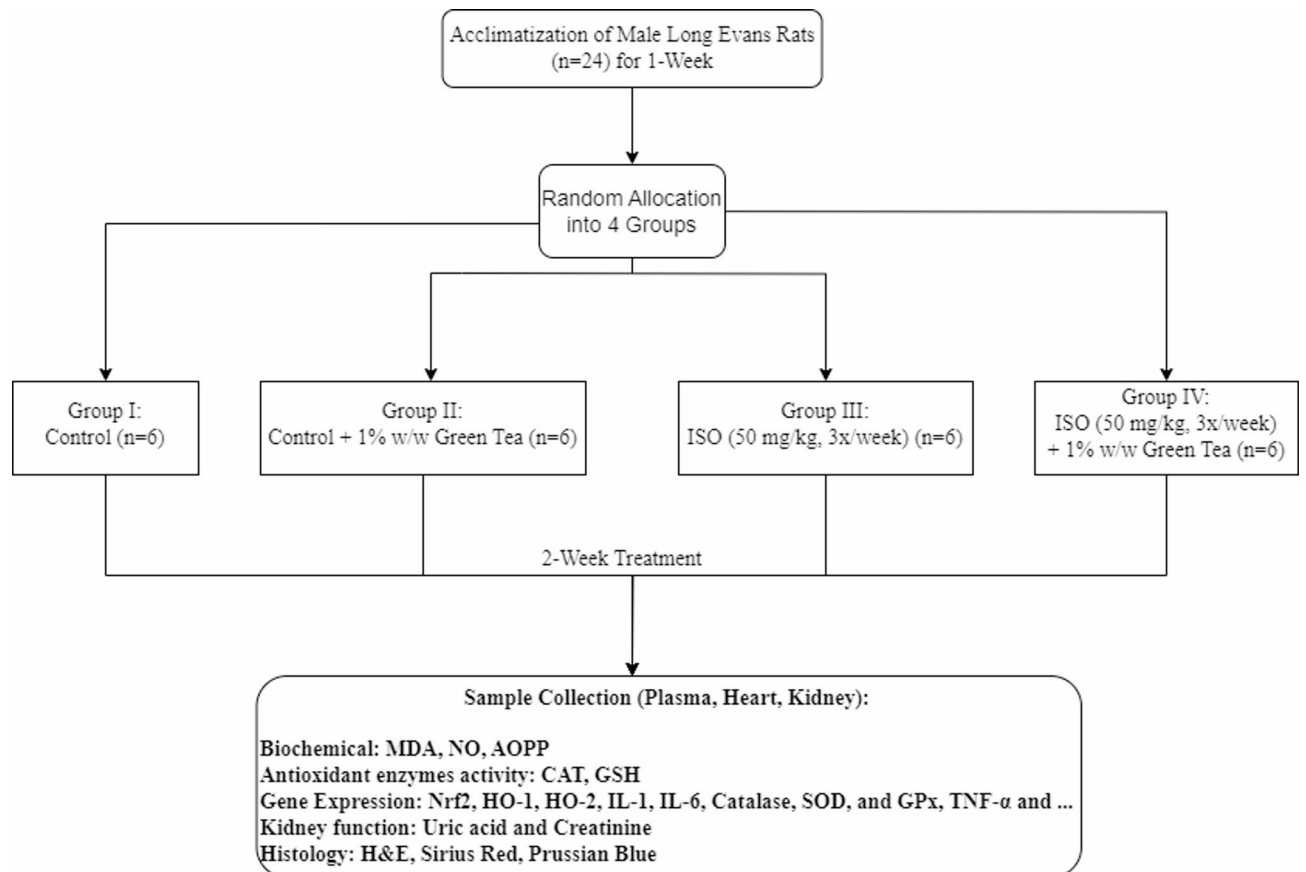 Acclimatization of Male Long Evans Rats
(n=24) for 1-Week
Random Allocation
into 4 Groups
Group I:
Control (n=6)
Group II:
Control + 1% w/w Green Tea (n=6)
Group III:
ISO (50 mg/kg, 3x/week) (n=6)
Group IV:
ISO (50 mg/kg, 3x/week)
+ 1% w/w Green Tea (n=6)
2-Week Treatment
Sample Collection (Plasma, Heart, Kidney):
Biochemical: MDA, NO, AOPP
Antioxidant enzymes activity: CAT, GSH
Gene Expression: Nrf2, HO-1, HO-2, IL-1, IL-6, Catalase, SOD, and GPx, TNF-α and ...
Kidney function: Uric acid and Creatinine
Histology: H&E, Sirius Red, Prussian Blue